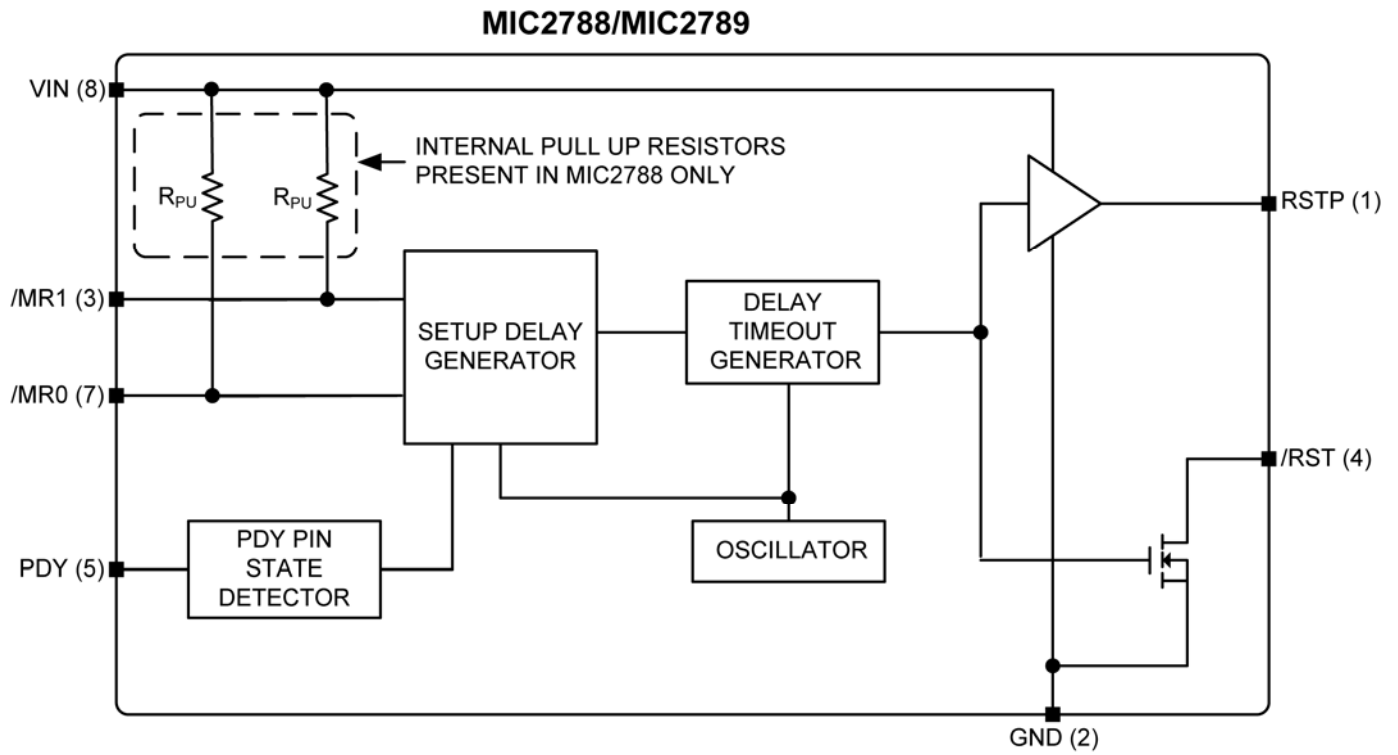 MIC2788/MIC2789
VIN (8)
INTERNAL PULL UP RESISTORS
PRESENT IN MIC2788 ONLY
RPU
RPU
RSTP (1)
/MR1 (3)
SETUP DELAY
GENERATOR
DELAY
TIMEOUT
GENERATOR
/MR0 (7)
/RST (4)
PDY (5)
PDY PIN
STATE
DETECTOR
OSCILLATOR
GND (2)